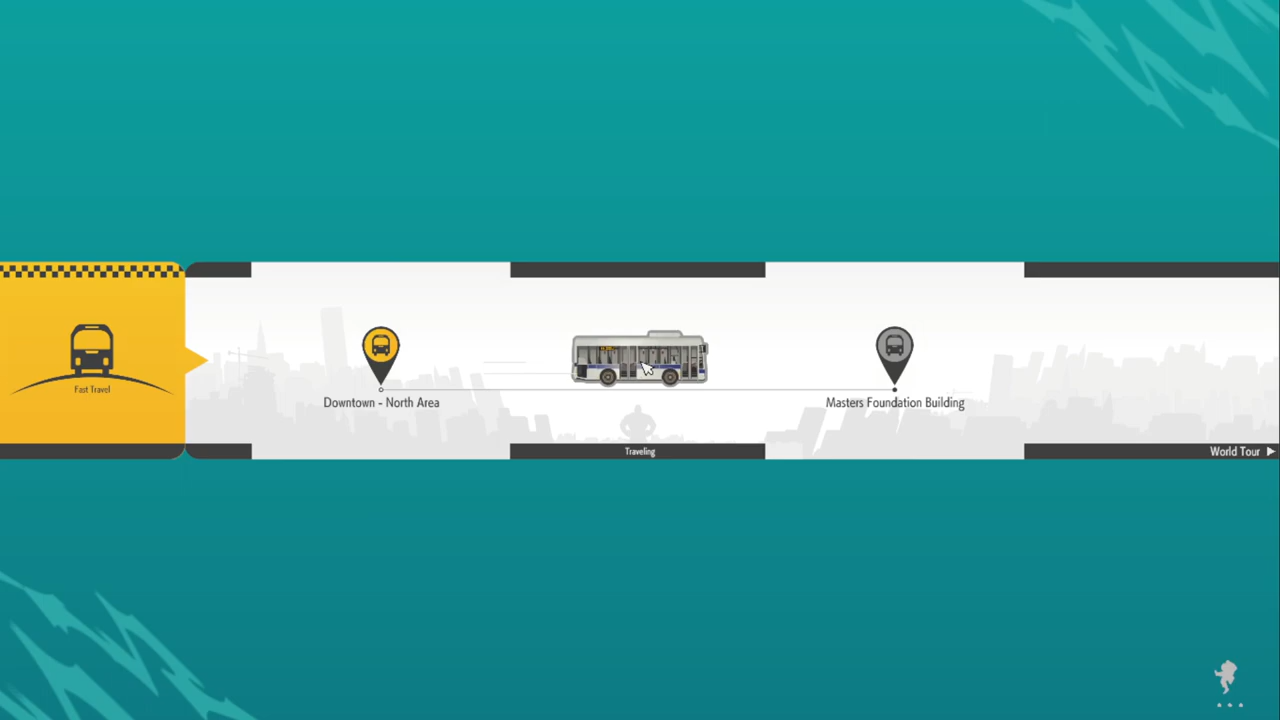 Fast Travel
Downtown - North Area
Masters Foundation Building
Traveling
World Tour